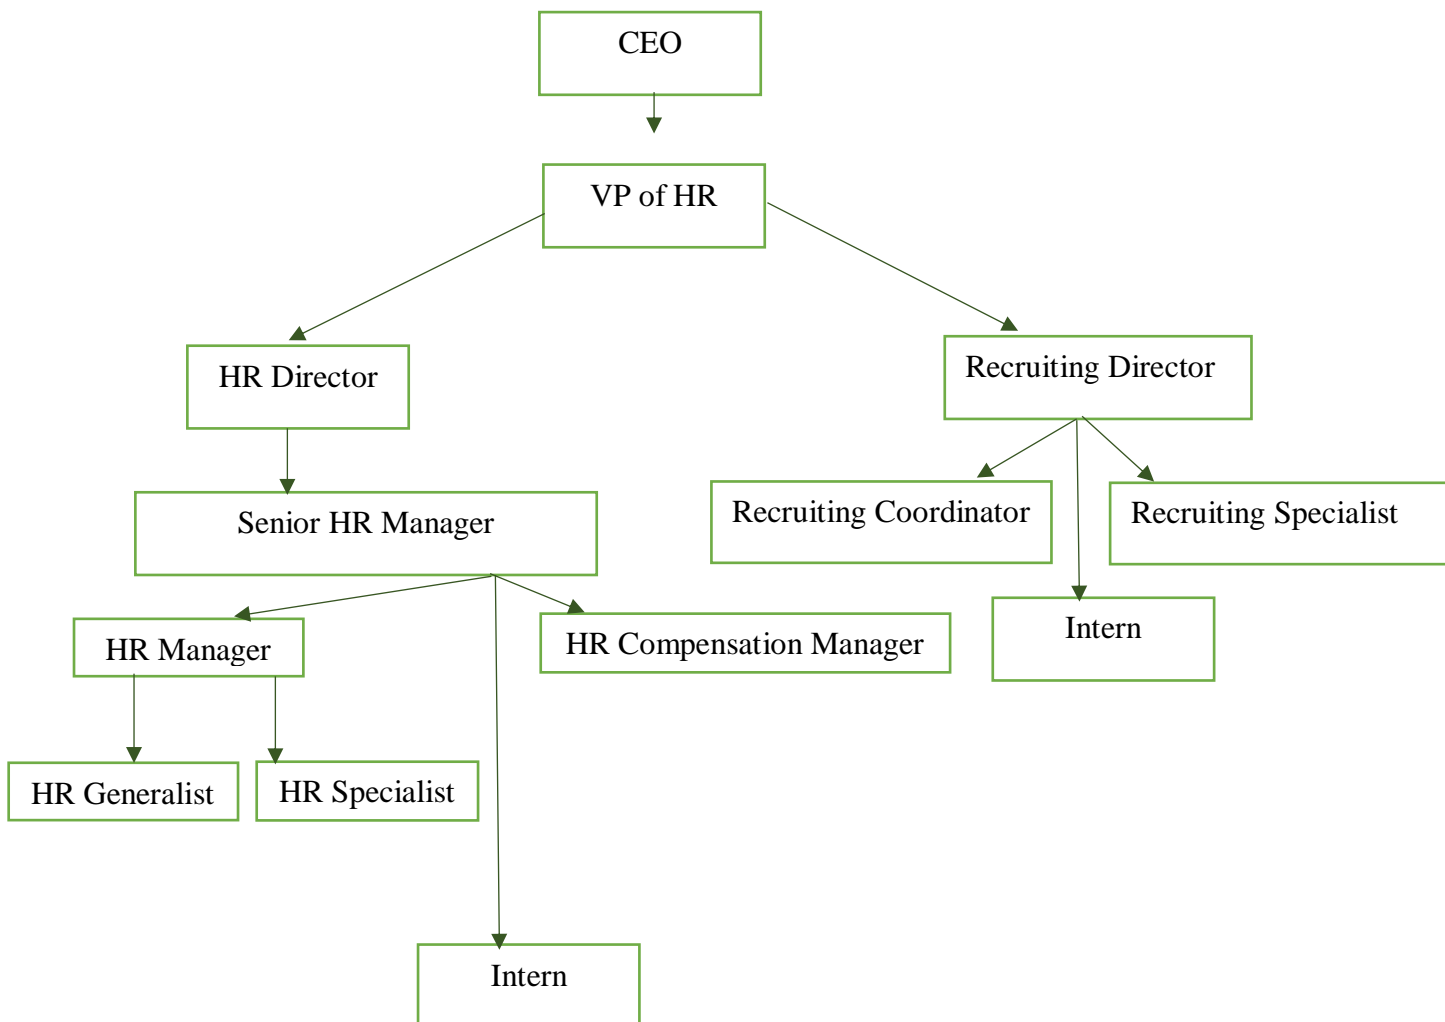 CEO
VP of HR
HR Director
Recruiting Director
Senior HR Manager
Recruiting Coordinator
Recruiting Specialist
HR Manager
HR Compensation Manager
Intern
HR Generalist
HR Specialist
Intern